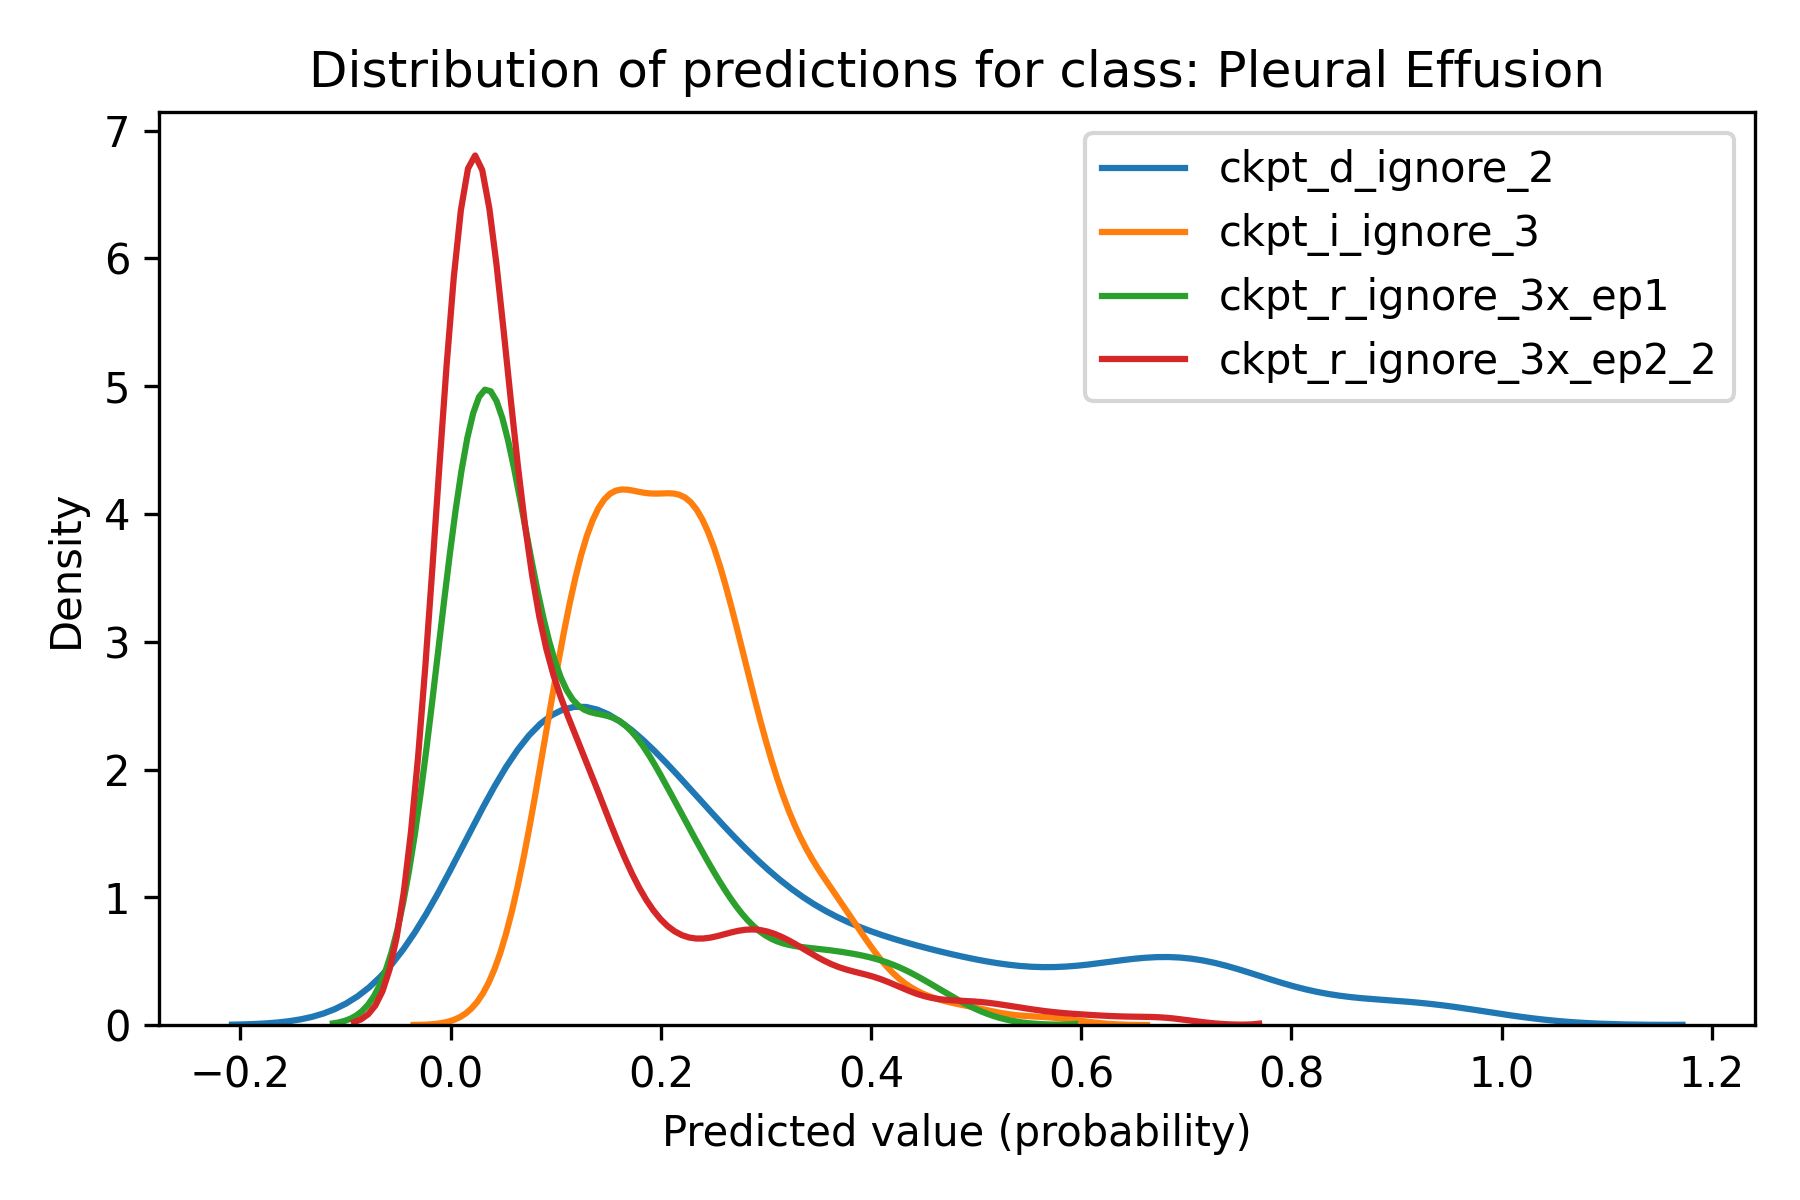 Distribution of predictions for class: Pleural Effusion
7
6
5
4
3
2
1
0
Density
ckpt_d_ignore_2
ckpt_i_ignore_3
ckpt_r_ignore_3x_ep1
ckpt_r_ignore_3x_ep2_2
−0.2 0.0 0.2 0.4 0.6 0.8 1.0 1.2
Predicted value (probability)